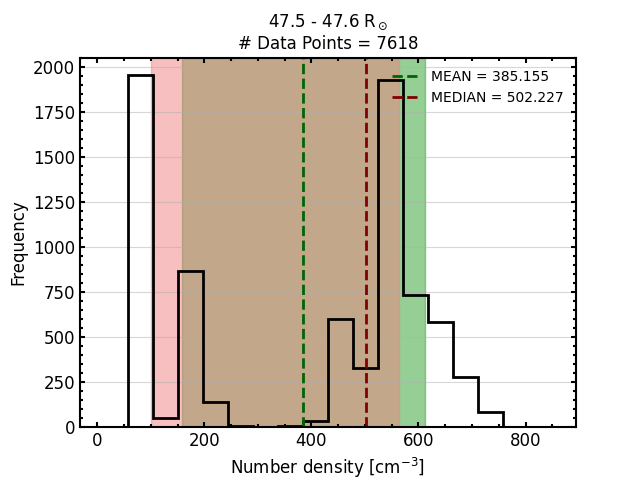 47.5 - 47.6 R⊙
# Data Points = 7618
MEAN = 385.155
MEDIAN = 502.227
Frequency
2000
1750
1500
1250
1000
750
500
250
0
0 200 400 600 800
Number density [cm⁻³]